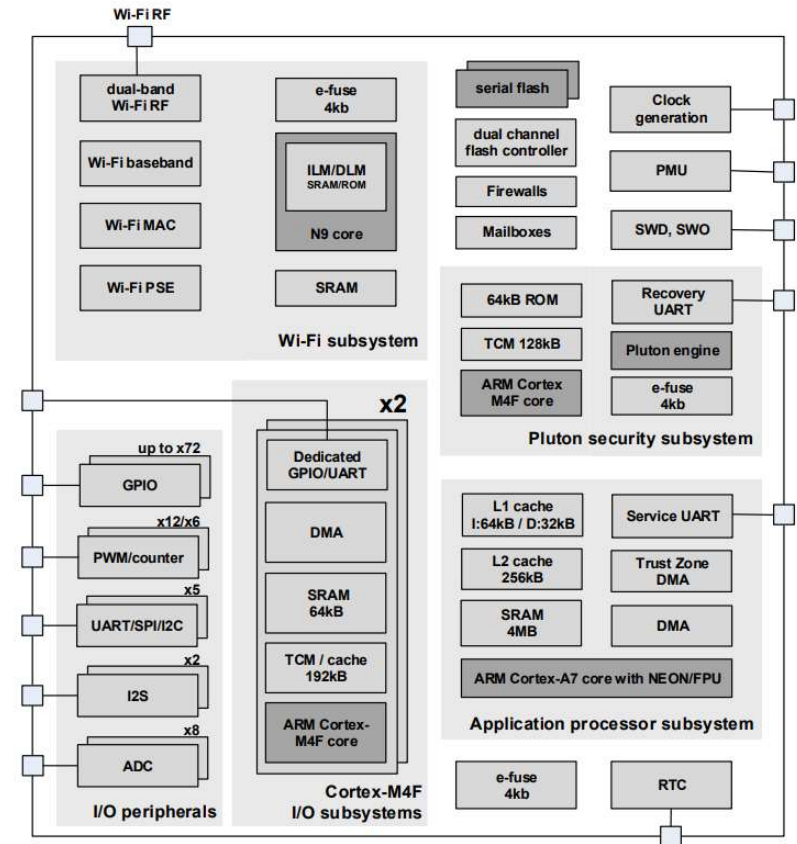 Wi-Fi RF
dual-band
Wi-Fi RF
Wi-Fi baseband
Wi-Fi MAC
Wi-Fi PSE
e-fuse
4kb
ILM/DLM
SRAM/ROM
N9 core
SRAM
Wi-Fi subsystem
serial flash
dual channel
flash controller
Firewalls
Mailboxes
Clock
generation
PMU
SWD, SWO
64kB ROM
TCM 128kB
ARM Cortex
M4F core
Recovery
UART
Pluton engine
e-fuse
4kb
Pluton security subsystem
up to x72
GPIO
x12/x6
PWM/counter
x5
UART/SPI/I2C
x2
I2S
x8
ADC
I/O peripherals
x2
Dedicated
GPIO/UART
DMA
SRAM
64kB
TCM / cache
192kB
ARM Cortex-
M4F core
Cortex-M4F
I/O subsystems
L1 cache
I:64kB / D:32kB
L2 cache
256kB
SRAM
4MB
Service UART
Trust Zone
DMA
DMA
ARM Cortex-A7 core with NEON/FPU
Application processor subsystem
e-fuse
4kb
RTC